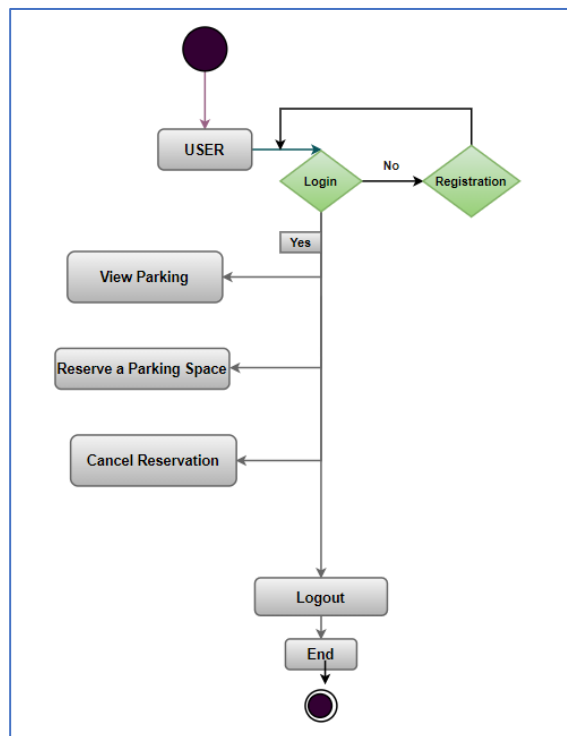 USER
Login
No
Registration
Yes
View Parking
Reserve a Parking Space
Cancel Reservation
Logout
End